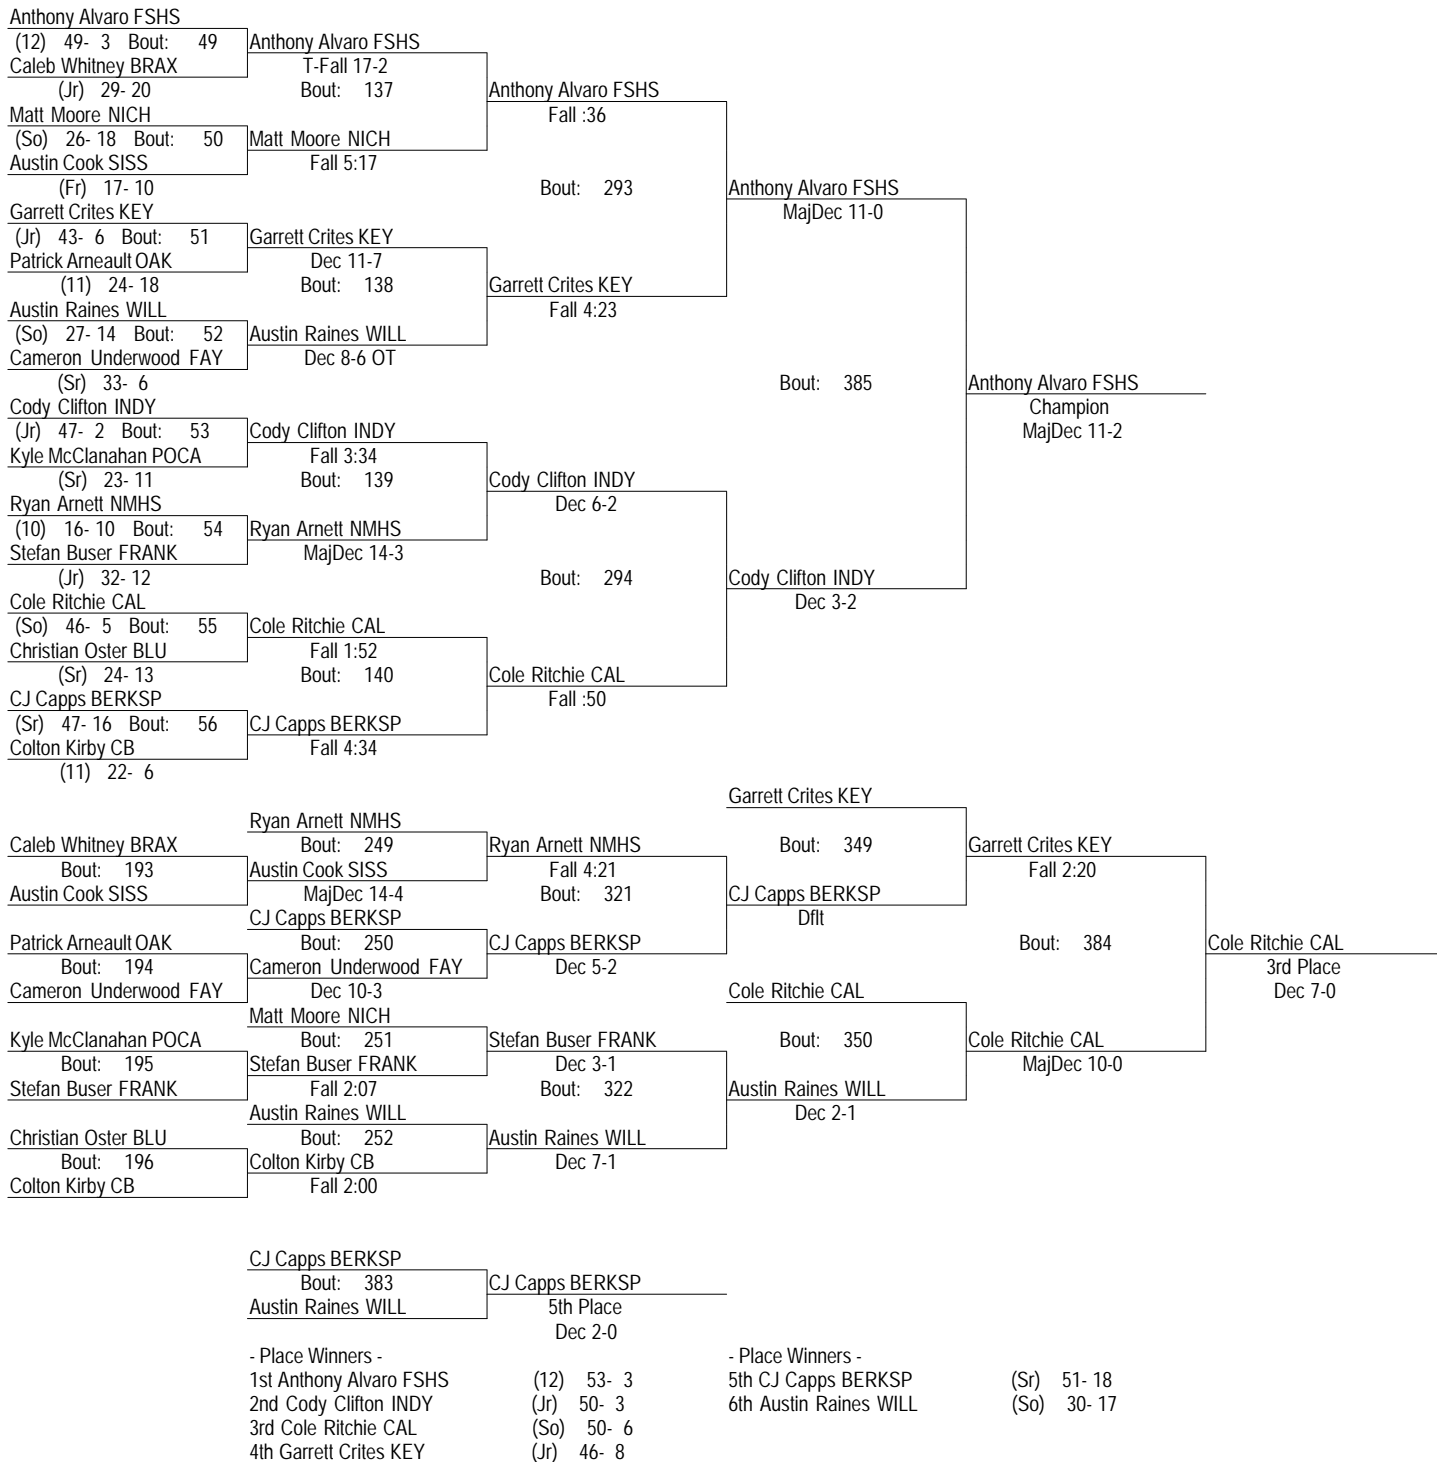 Anthony Alvaro FSHS
(12) 49- 3 Bout: 49 Anthony Alvaro FSHS
Caleb Whitney BRAX T-Fall 17-2
(Jr) 29- 20 Bout: 137 Anthony Alvaro FSHS
Matt Moore NICH Fall :36
(So) 26- 18 Bout: 50 Matt Moore NICH
Austin Cook SISS Fall 5:17
(Fr) 17- 10 Bout: 293 Anthony Alvaro FSHS
Garrett Crites KEY MajDec 11-0
(Jr) 43- 6 Bout: 51 Garrett Crites KEY
Patrick Arneault OAK Dec 11-7
(11) 24- 18 Bout: 138 Garrett Crites KEY
Austin Raines WILL Fall 4:23
(So) 27- 14 Bout: 52 Austin Raines WILL
Cameron Underwood FAY Dec 8-6 OT
(Sr) 33- 6 Bout: 385 Anthony Alvaro FSHS
Cody Clifton INDY Champion
(Jr) 47- 2 Bout: 53 Cody Clifton INDY MajDec 11-2
Kyle McClanahan POCA Fall 3:34
(Sr) 23- 11 Bout: 139 Cody Clifton INDY
Ryan Arnett NMHS Dec 6-2
(10) 16- 10 Bout: 54 Ryan Arnett NMHS
Stefan Buser FRANK MajDec 14-3
(Jr) 32- 12 Bout: 294 Cody Clifton INDY
Cole Ritchie CAL Dec 3-2
(So) 46- 5 Bout: 55 Cole Ritchie CAL
Christian Oster BLU Fall 1:52
(Sr) 24- 13 Bout: 140 Cole Ritchie CAL
CJ Capps BERKSP Fall :50
(Sr) 47- 16 Bout: 56 CJ Capps BERKSP
Colton Kirby CB Fall 4:34
(11) 22- 6
Garrett Crites KEY
Ryan Arnett NMHS
Caleb Whitney BRAX Bout: 249 Ryan Arnett NMHS Bout: 349 Garrett Crites KEY
Bout: 193 Austin Cook SISS Fall 4:21 Fall 2:20
Austin Cook SISS MajDec 14-4 Bout: 321 CJ Capps BERKSP
CJ Capps BERKSP Dflt
Patrick Arneault OAK Bout: 250 CJ Capps BERKSP Bout: 384 Cole Ritchie CAL
Bout: 194 Cameron Underwood FAY Dec 5-2 3rd Place
Cameron Underwood FAY Dec 10-3 Cole Ritchie CAL Dec 7-0
Matt Moore NICH
Kyle McClanahan POCA Bout: 251 Stefan Buser FRANK Bout: 350 Cole Ritchie CAL
Bout: 195 Stefan Buser FRANK Dec 3-1 MajDec 10-0
Stefan Buser FRANK Fall 2:07 Bout: 322 Austin Raines WILL
Austin Raines WILL Dec 2-1
Christian Oster BLU Bout: 252 Austin Raines WILL
Bout: 196 Colton Kirby CB Dec 7-1
Colton Kirby CB Fall 2:00
CJ Capps BERKSP
Bout: 383 CJ Capps BERKSP
Austin Raines WILL 5th Place
Dec 2-0
- Place Winners - - Place Winners -
1st Anthony Alvaro FSHS (12) 53- 3 5th CJ Capps BERKSP (Sr) 51- 18
2nd Cody Clifton INDY (Jr) 50- 3 6th Austin Raines WILL (So) 30- 17
3rd Cole Ritchie CAL (So) 50- 6
4th Garrett Crites KEY (Jr) 46- 8